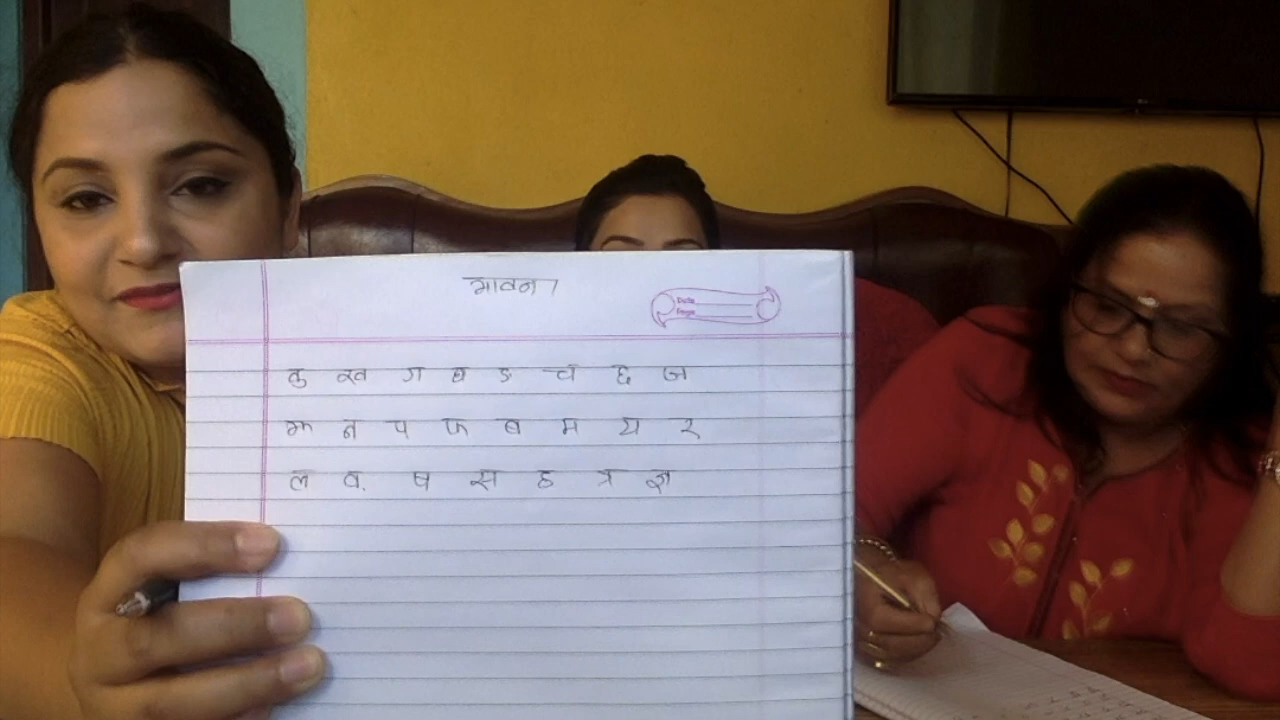 भावना
Date
Page
क ख ग घ ङ च छ ज
झ न प फ ब म य र
ल व. ष स ह त्र ज्ञ